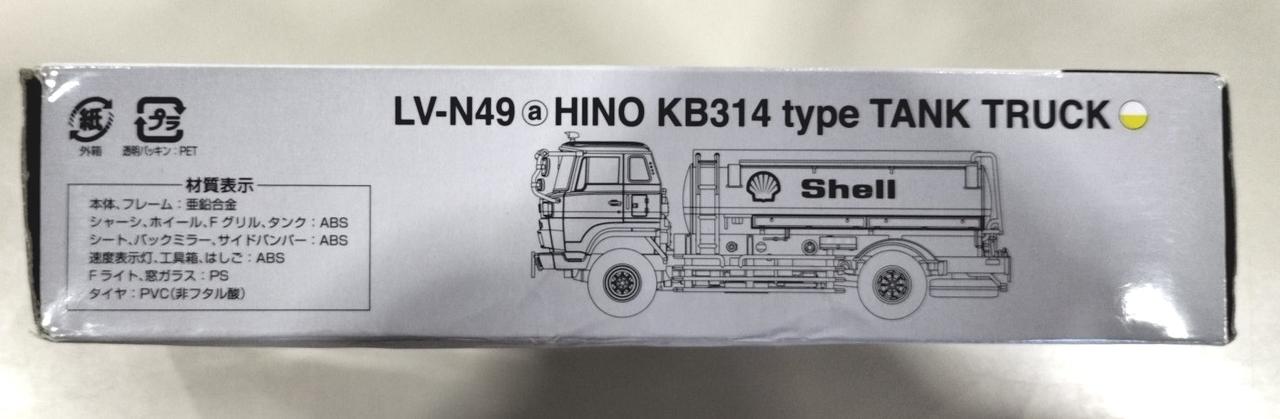 紙
外箱
プラ
透明パッキン：PET
LV-N49 ⓐ HINO KB314 type TANK TRUCK
Shell
材質表示
本体、フレーム：亜鉛合金
シャーシ、ホイール、Fグリル、タンク：ABS
シート、バックミラー、サイドバンパー：ABS
速度表示灯、工具箱、はしご：ABS
Fライト、窓ガラス：PS
タイヤ：PVC（非フタル酸）